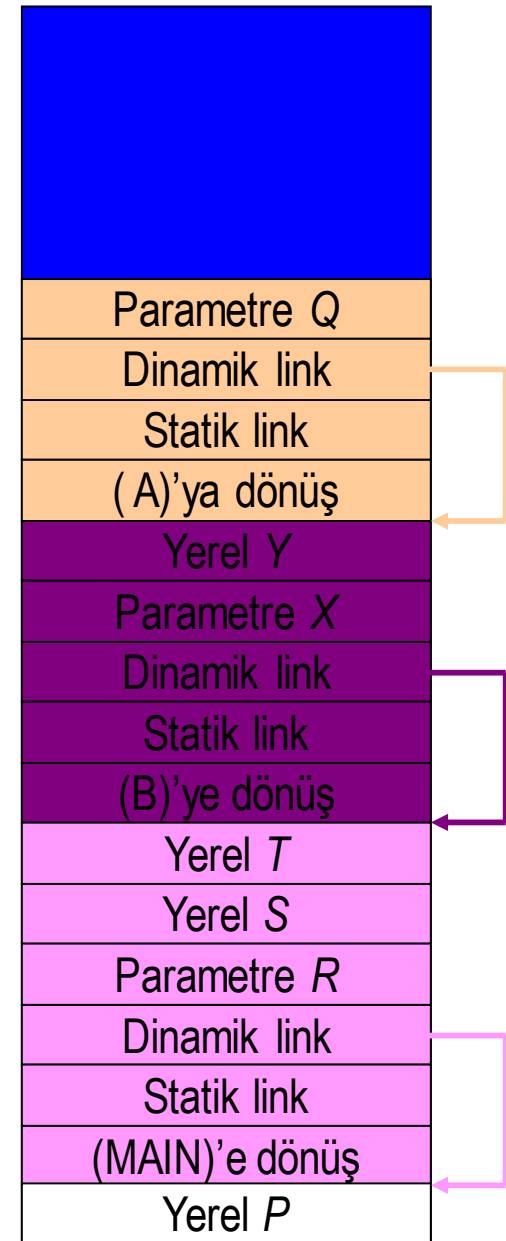 Parametre Q
Dinamik link
Statik link
( A)'ya dönüş
Yerel Y
Parametre X
Dinamik link
Statik link
(B)'ye dönüş
Yerel T
Yerel S
Parametre R
Dinamik link
Statik link
(MAIN)'e dönüş
Yerel P